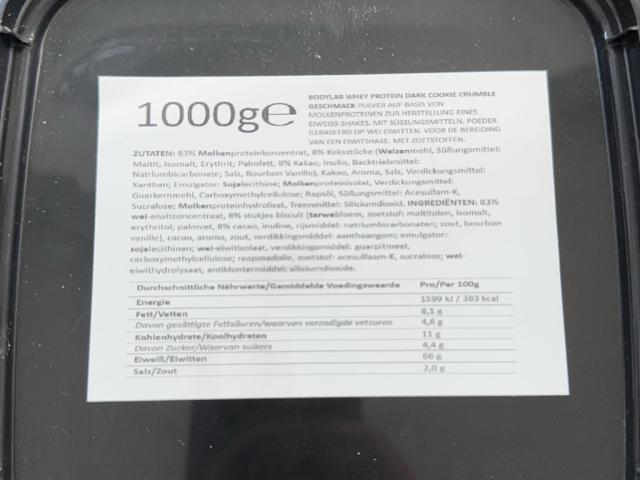 1000g℮
BODYLAB WHEY PROTEIN DARK COOKIE CRUMBLE
GESCHMACK PULVER AUF BASIS VON
MOLKENPROTEINEN ZUR HERSTELLUNG EINES
EIWEISS-SHAKES. MIT SÜSSUNGSMITTELN. POEDER
GEBASEERD OP WEI EIWITTEN. VOOR DE BEREIDING
VAN EEN EIWITSHAKE. MET ZOETSTOFFEN.
ZUTATEN: 83% Molkenproteinkonzentrat, 8% Keksstücke (Weizenmehl, Süßungsmittel:
Maltit, Isomalt, Erythrit; Palmfett, 8% Kakao, Inulin, Backtriebmittel:
Natriumbicarbonate; Salz, Bourbon Vanille), Kakao, Aroma, Salz, Verdickungsmittel:
Xanthan; Emulgator: Sojalecithine; Molkenproteinisolat, Verdickungsmittel:
Guarkernmehl, Carboxymethylcellulose; Rapsöl, Süßungsmittel: Acesulfam-K,
Sucralose; Molkenproteinhydrolisat, Trennmittel: Siliciumdioxid. INGREDIËNTEN: 83%
wei-eiwitconcentraat, 8% stukjes biscuit (tarwebloem, zoetstof: maltitolen, isomalt,
erythritol; palmvet, 8% cacao, inuline, rijsmiddel: natriumbicarbonaten; zout, bourbon
vanille), cacao, aroma, zout, verdikkingsmiddel: xanthaangom; emulgator:
sojalecithinen; wei-eiwitisolaat, verdikkingsmiddel: guarpitmeel,
carboxymethylcellulose; raapzaadolie, zoetstof: acesulfaam-K, sucralose; wei-
eiwithydrolysaat, antiklontermiddel: siliciumdioxide.
Durchschnittliche Nährwerte/Gemiddelde Voedingswaarde Pro/Per 100g
Energie 1599 kJ / 383 kcal
Fett/Vetten 8,1 g
Davon gesättigte Fettsäuren/waarvan verzadigde vetzuren 4,6 g
Kohlenhydrate/Koolhydraten 11 g
Davon Zucker/Waarvan suikers 4,4 g
Eiweiß/Eiwitten 66 g
Salz/Zout 2,0 g